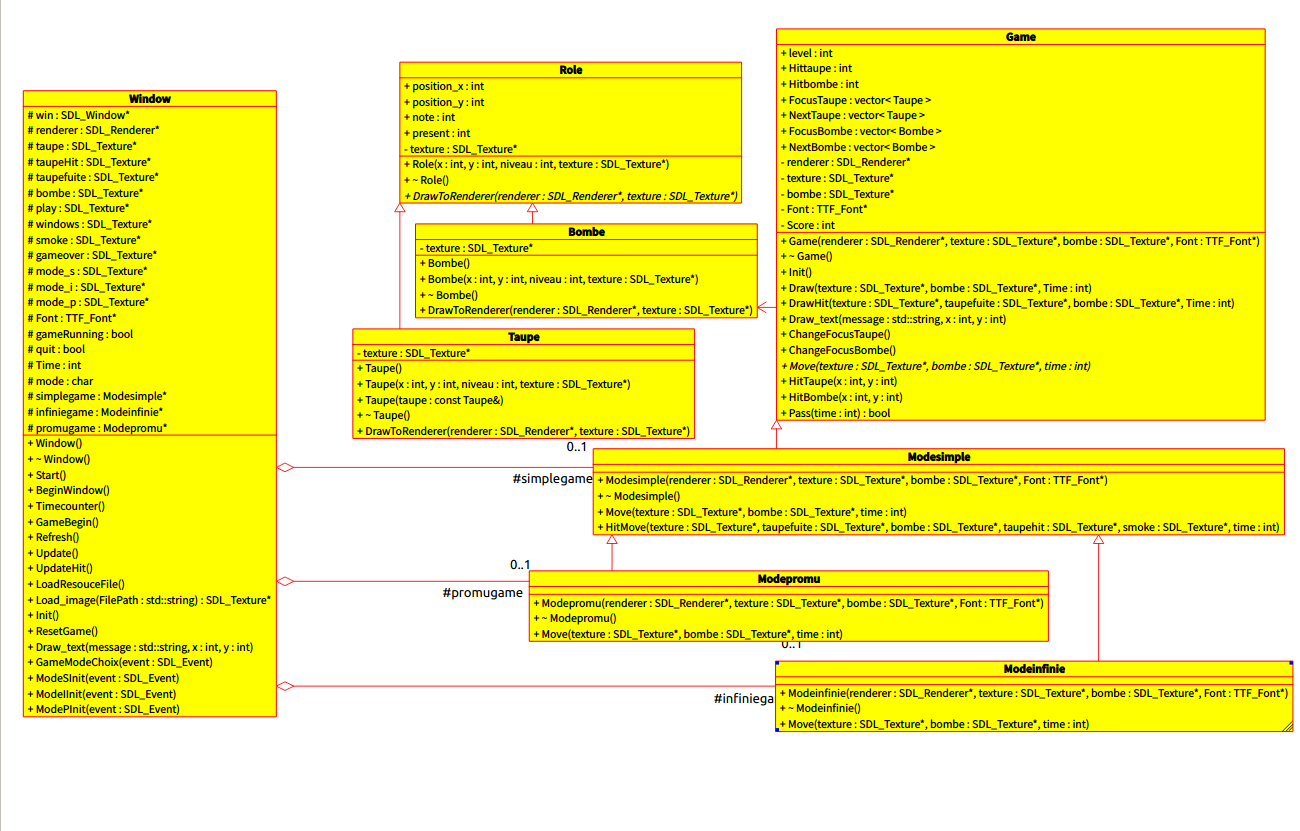 Window
# win : SDL_Window*
# renderer : SDL_Renderer*
# taupe : SDL_Texture*
# taupeHit : SDL_Texture*
# taupefuite : SDL_Texture*
# bombe : SDL_Texture*
# play : SDL_Texture*
# windows : SDL_Texture*
# smoke : SDL_Texture*
# gameover : SDL_Texture*
# mode_s : SDL_Texture*
# mode_i : SDL_Texture*
# mode_p : SDL_Texture*
# Font : TTF_Font*
# gameRunning : bool
# quit : bool
# Time : int
# mode : char
# simplegame : Modesimple*
# infiniegame : Modeinfinie*
# promugame : Modepromu*
+ Window()
+ ~ Window()
+ Start()
+ BeginWindow()
+ Timecounter()
+ GameBegin()
+ Refresh()
+ Update()
+ UpdateHit()
+ LoadResouceFile()
+ Load_image(FilePath : std::string) : SDL_Texture*
+ Init()
+ ResetGame()
+ Draw_text(message : std::string, x : int, y : int)
+ GameModeChoix(event : SDL_Event)
+ ModeSInit(event : SDL_Event)
+ ModeIInit(event : SDL_Event)
+ ModePInit(event : SDL_Event)
Role
+ position_x : int
+ position_y : int
+ note : int
+ present : int
- texture : SDL_Texture*
+ Role(x : int, y : int, niveau : int, texture : SDL_Texture*)
+ ~ Role()
+ DrawToRenderer(renderer : SDL_Renderer*, texture : SDL_Texture*)
Bombe
- texture : SDL_Texture*
+ Bombe()
+ Bombe(x : int, y : int, niveau : int, texture : SDL_Texture*)
+ ~ Bombe()
+ DrawToRenderer(renderer : SDL_Renderer*, texture : SDL_Texture*)
Taupe
- texture : SDL_Texture*
+ Taupe()
+ Taupe(x : int, y : int, niveau : int, texture : SDL_Texture*)
+ Taupe(taupe : const Taupe&)
+ ~ Taupe()
+ DrawToRenderer(renderer : SDL_Renderer*, texture : SDL_Texture*)
Game
+ level : int
+ Hittaupe : int
+ Hitbombe : int
+ FocusTaupe : vector< Taupe >
+ NextTaupe : vector< Taupe >
+ FocusBombe : vector< Bombe >
+ NextBombe : vector< Bombe >
- renderer : SDL_Renderer*
- texture : SDL_Texture*
- bombe : SDL_Texture*
- Font : TTF_Font*
- Score : int
+ Game(renderer : SDL_Renderer*, texture : SDL_Texture*, bombe : SDL_Texture*, Font : TTF_Font*)
+ ~ Game()
+ Init()
+ Draw(texture : SDL_Texture*, bombe : SDL_Texture*, Time : int)
+ DrawHit(texture : SDL_Texture*, taupefuite : SDL_Texture*, bombe : SDL_Texture*, Time : int)
+ Draw_text(message : std::string, x : int, y : int)
+ ChangeFocusTaupe()
+ ChangeFocusBombe()
+ Move(texture : SDL_Texture*, bombe : SDL_Texture*, time : int)
+ HitTaupe(x : int, y : int)
+ HitBombe(x : int, y : int)
+ Pass(time : int) : bool
0..1
#simplegame
Modesimple
+ Modesimple(renderer : SDL_Renderer*, texture : SDL_Texture*, bombe : SDL_Texture*, Font : TTF_Font*)
+ ~ Modesimple()
+ Move(texture : SDL_Texture*, bombe : SDL_Texture*, time : int)
+ HitMove(texture : SDL_Texture*, taupefuite : SDL_Texture*, bombe : SDL_Texture*, taupehit : SDL_Texture*, smoke : SDL_Texture*, time : int)
0..1
#promugame
Modepromu
+ Modepromu(renderer : SDL_Renderer*, texture : SDL_Texture*, bombe : SDL_Texture*, Font : TTF_Font*)
+ ~ Modepromu()
+ Move(texture : SDL_Texture*, bombe : SDL_Texture*, time : int)
0..1
#infiniega
Modeinfinie
+ Modeinfinie(renderer : SDL_Renderer*, texture : SDL_Texture*, bombe : SDL_Texture*, Font : TTF_Font*)
+ ~ Modeinfinie()
+ Move(texture : SDL_Texture*, bombe : SDL_Texture*, time : int)